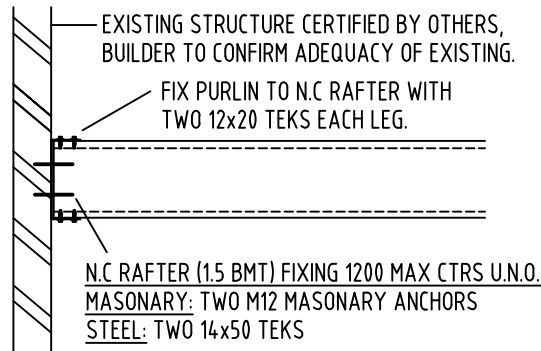 EXISTING STRUCTURE CERTIFIED BY OTHERS,
BUILDER TO CONFIRM ADEQUACY OF EXISTING.
FIX PURLIN TO N.C RAFTER WITH
TWO 12x20 TEKS EACH LEG.
N.C RAFTER (1.5 BMT) FIXING 1200 MAX CTRS U.N.O.
MASONARY: TWO M12 MASONARY ANCHORS
STEEL: TWO 14x50 TEKS